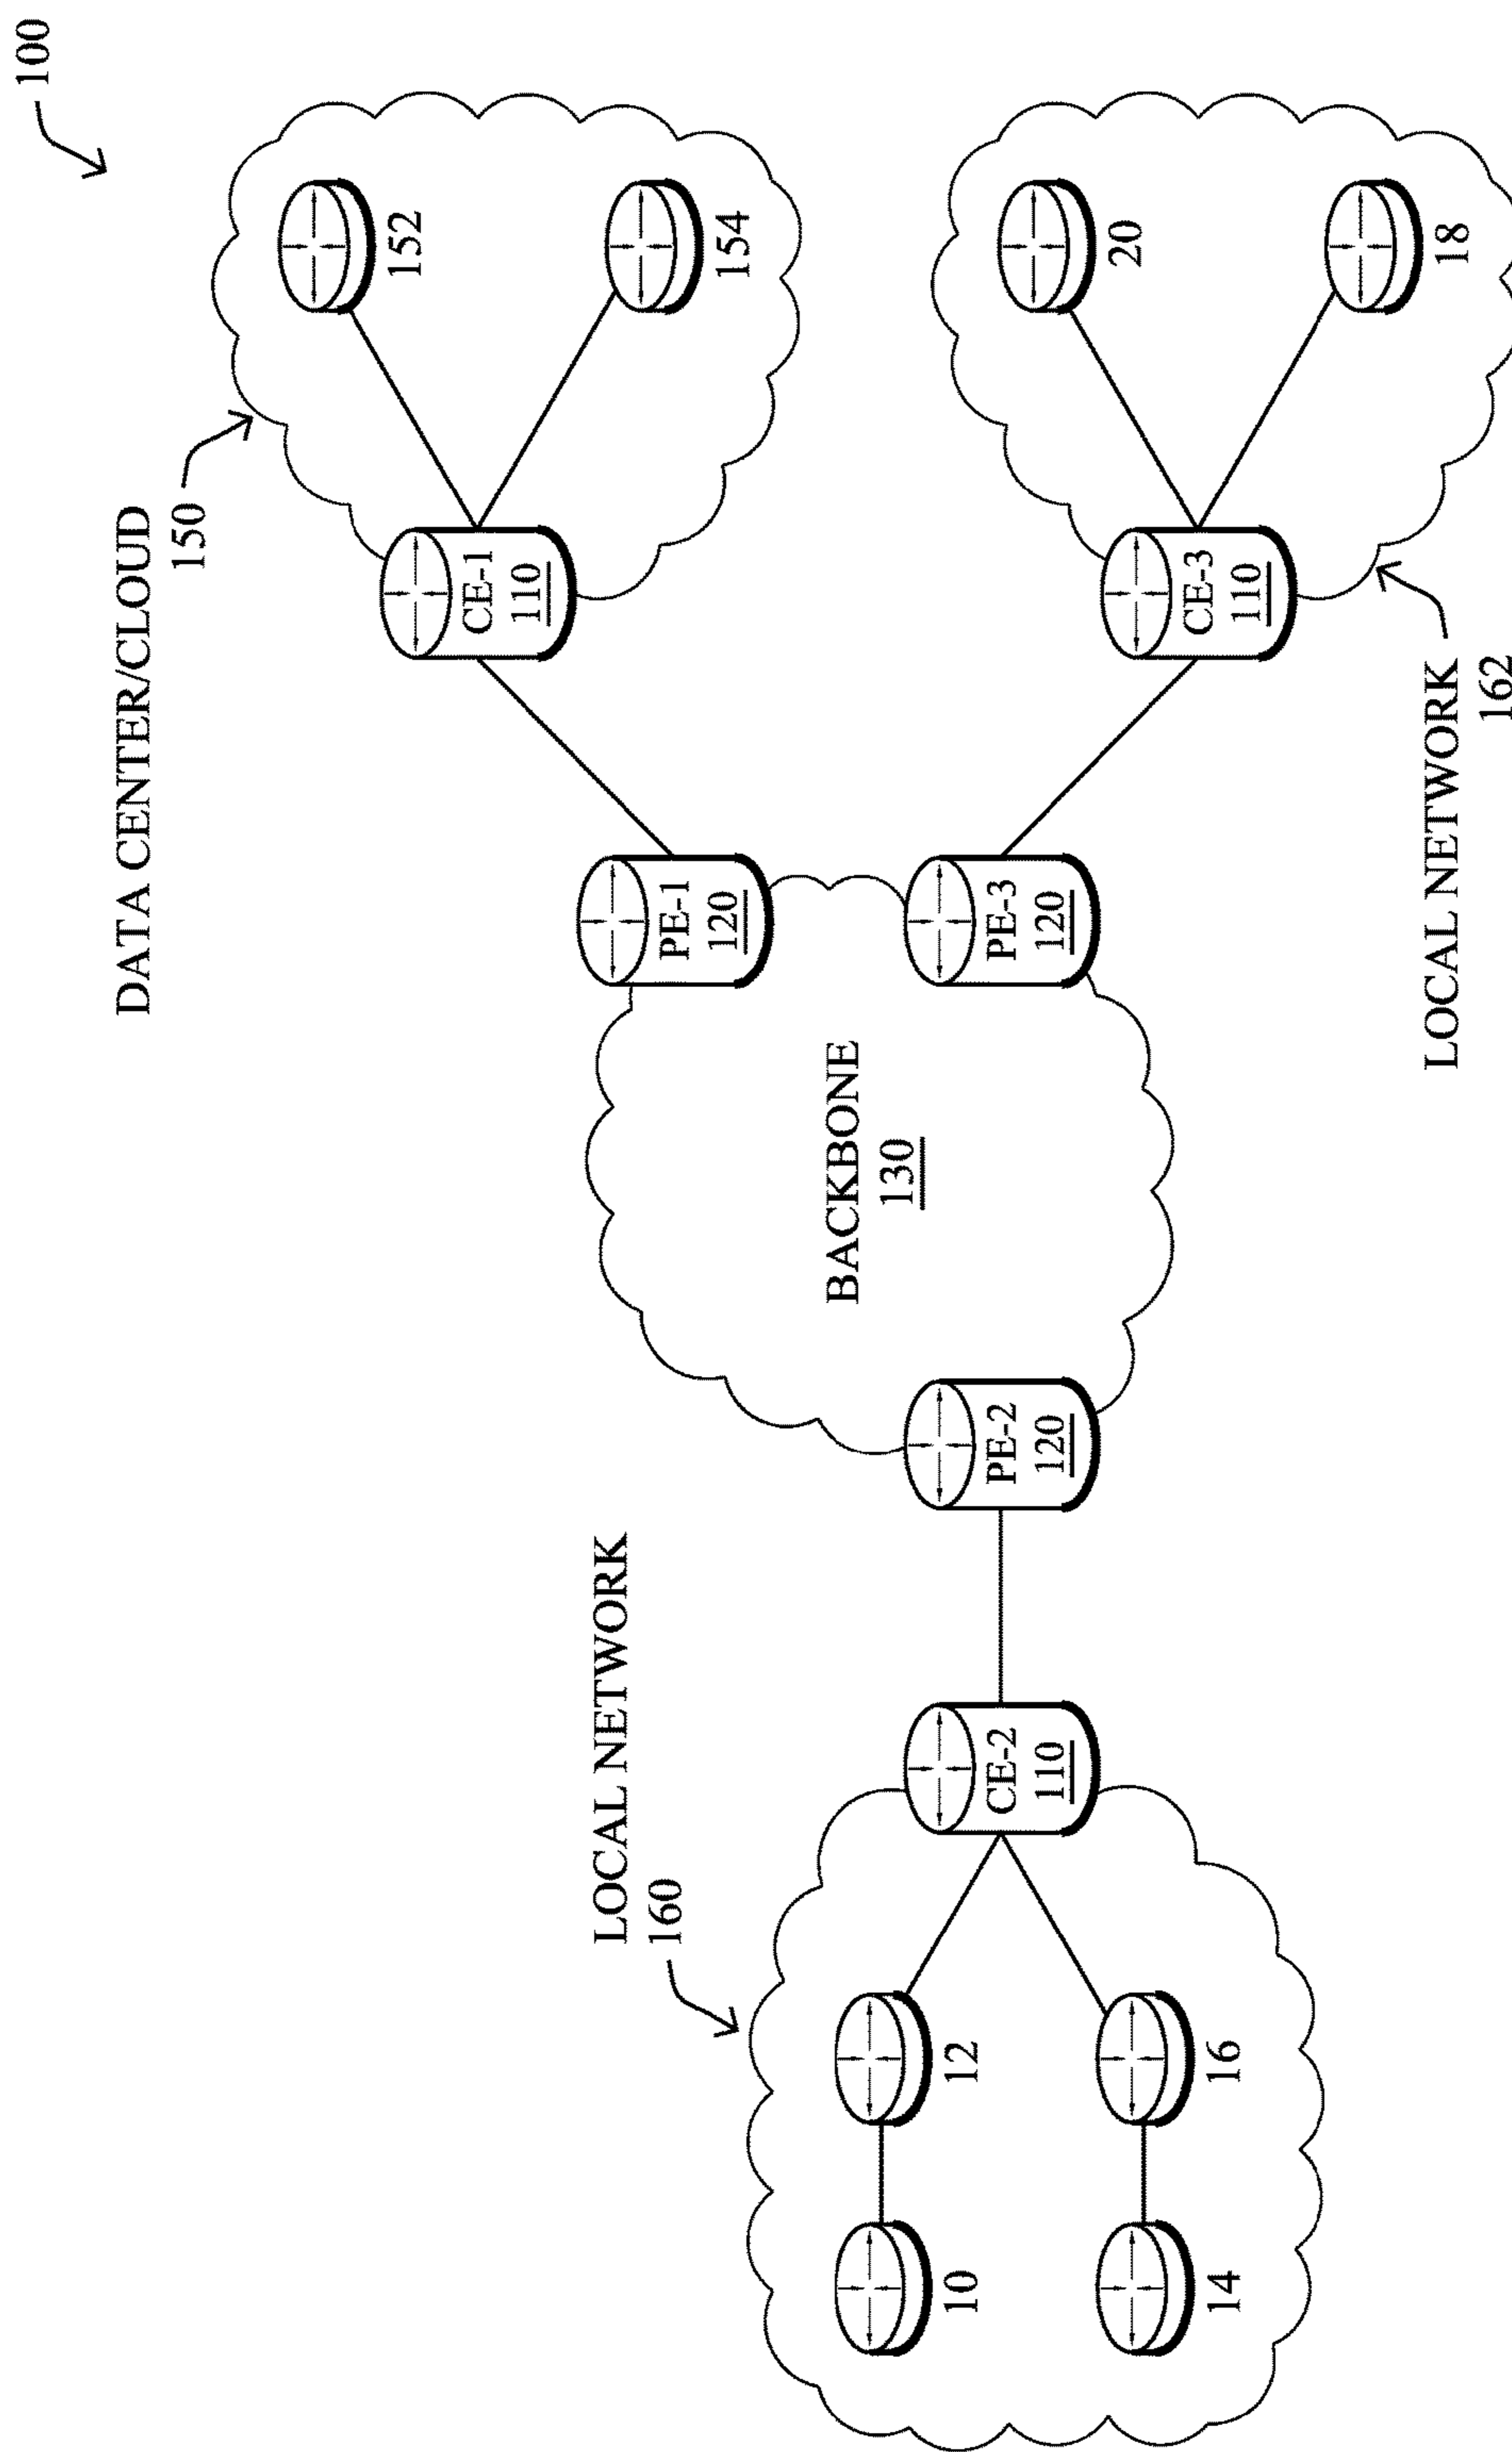 100
DATA CENTER/CLOUD
150
152
CE-1
110
154
LOCAL NETWORK
160
PE-1
120
10
12
CE-2
110
PE-2
120
BACKBONE
130
PE-3
120
14
16
20
CE-3
110
18
LOCAL NETWORK
162